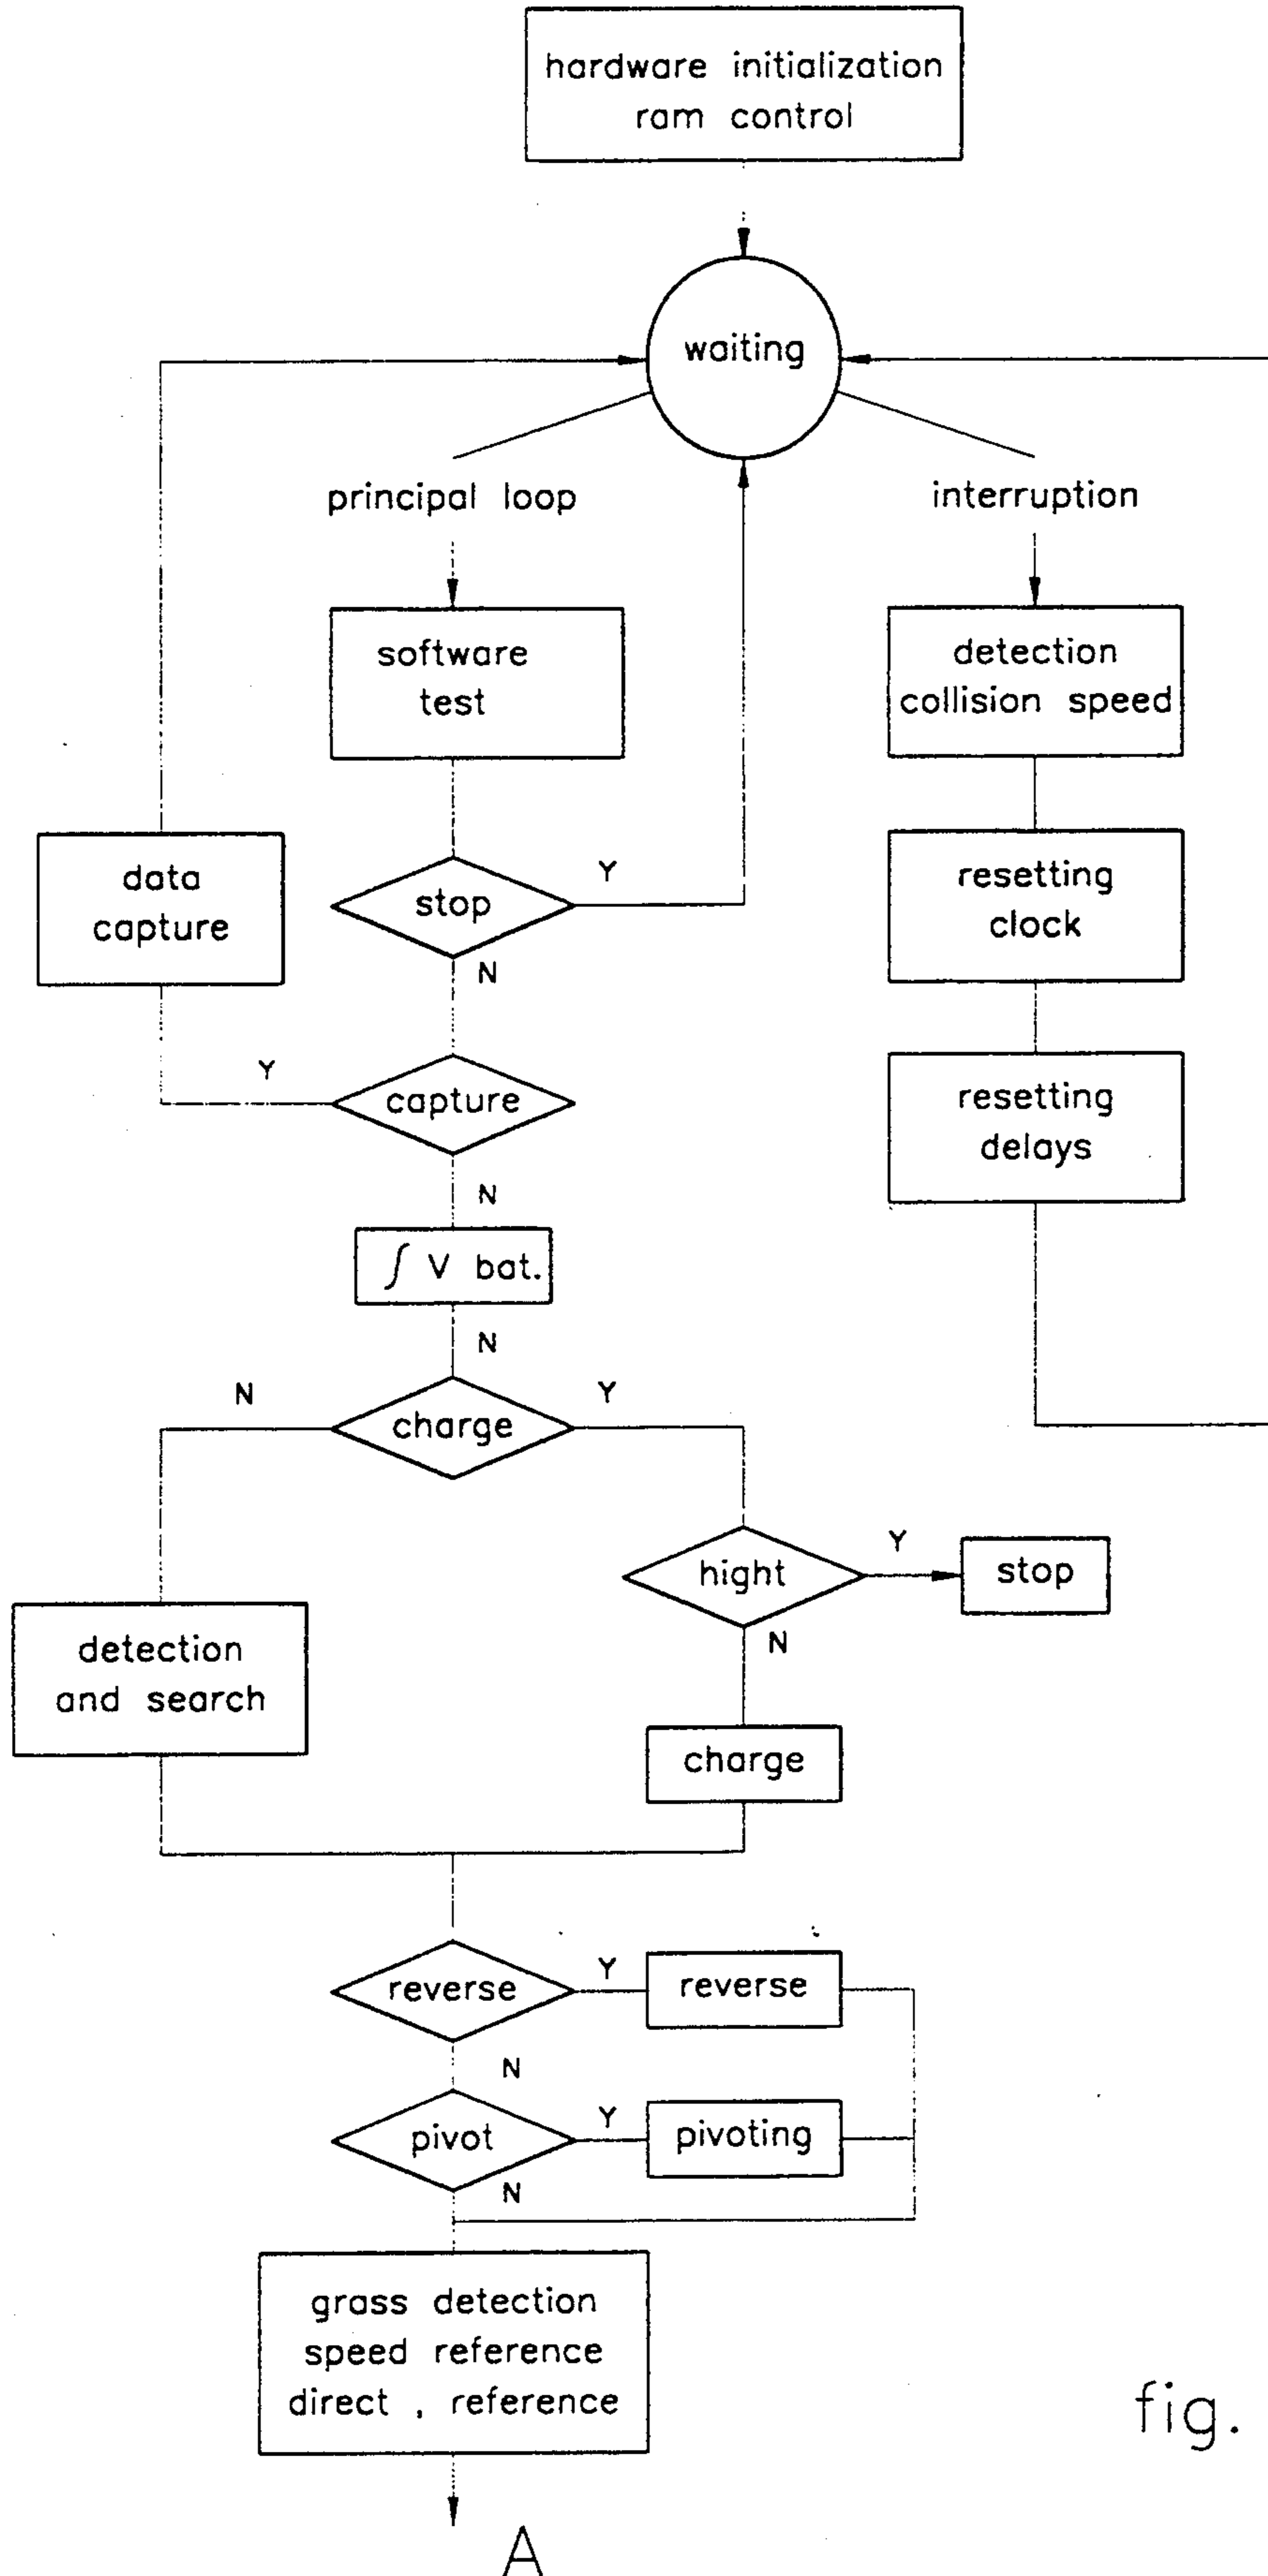 hardware initialization
ram control
waiting
principal loop
interruption
software
test
detection
collision speed
data
capture
stop
Y
N
resetting
clock
capture
Y
N
resetting
delays
∫ V bat.
N
charge
N
Y
hight
Y
stop
N
detection
and search
charge
reverse
Y
reverse
N
pivot
Y
pivoting
N
grass detection
speed reference
direct , reference
fig.
A